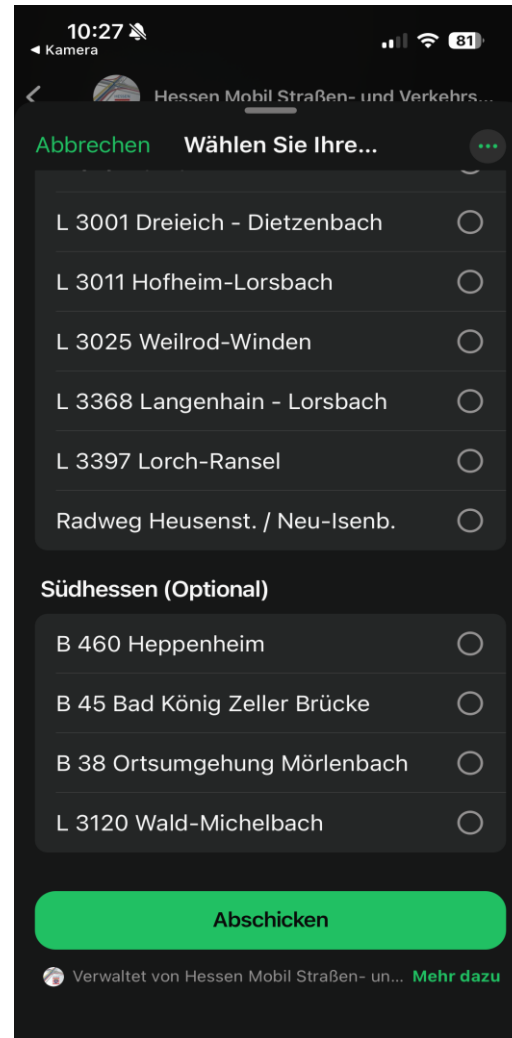 10:27
◀ Kamera
81
Hessen Mobil Straßen- und Verkehrs...
Abbrechen Wählen Sie Ihre...
L 3001 Dreieich - Dietzenbach
L 3011 Hofheim-Lorsbach
L 3025 Weilrod-Winden
L 3368 Langenhain - Lorsbach
L 3397 Lorch-Ransel
Radweg Heusenst. / Neu-Isenb.
Südhessen (Optional)
B 460 Heppenheim
B 45 Bad König Zeller Brücke
B 38 Ortsumgehung Mörlenbach
L 3120 Wald-Michelbach
Abschicken
Verwaltet von Hessen Mobil Straßen- un... Mehr dazu